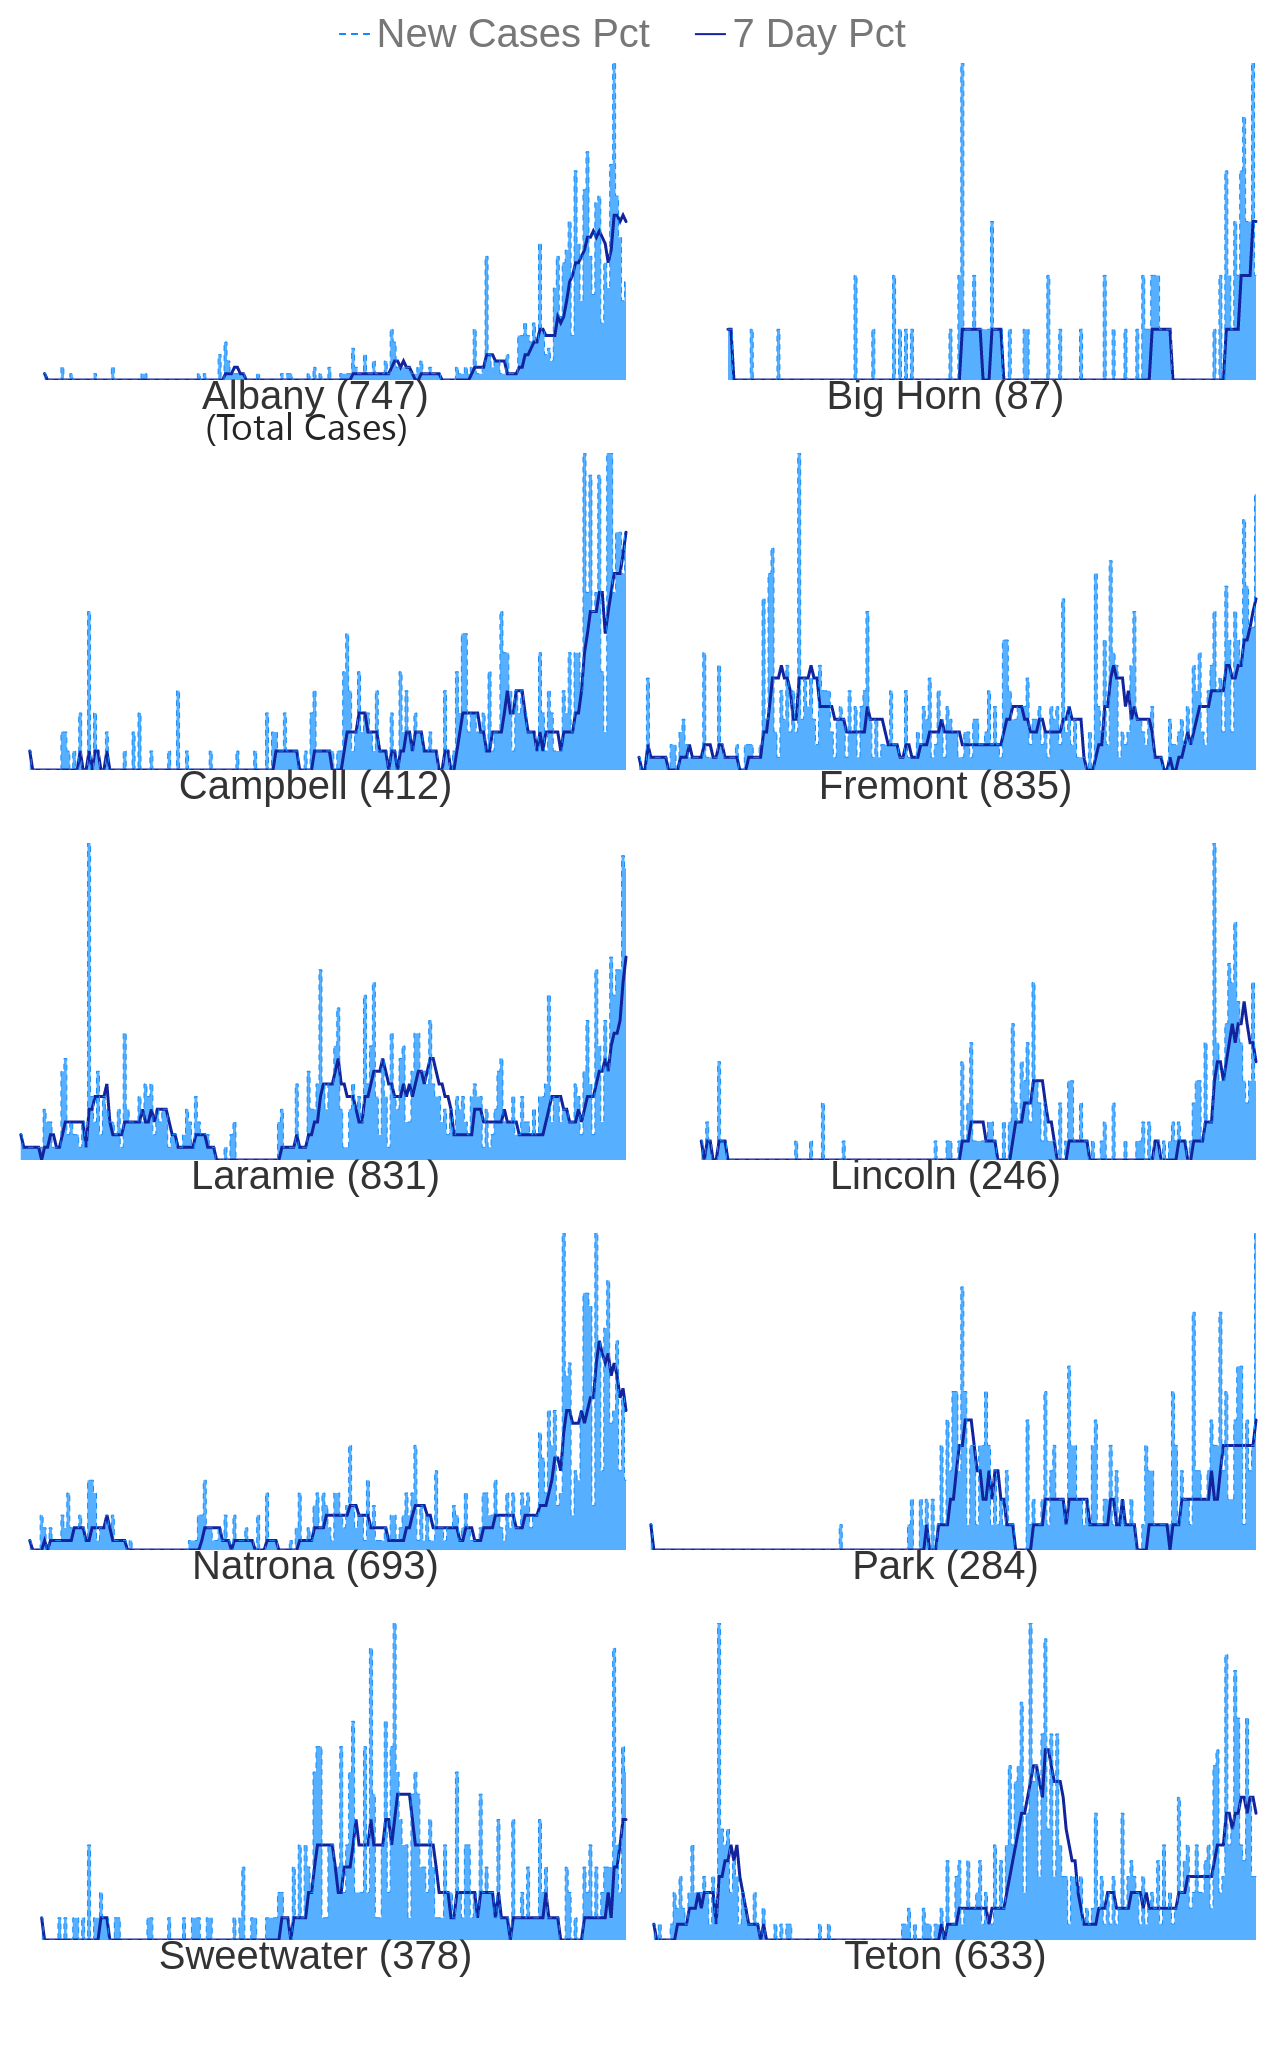 New Cases Pct 7 Day Pct
Albany (747) Big Horn (87)
(Total Cases)
Campbell (412) Fremont (835)
Laramie (831) Lincoln (246)
Natrona (693) Park (284)
Sweetwater (378) Teton (633)